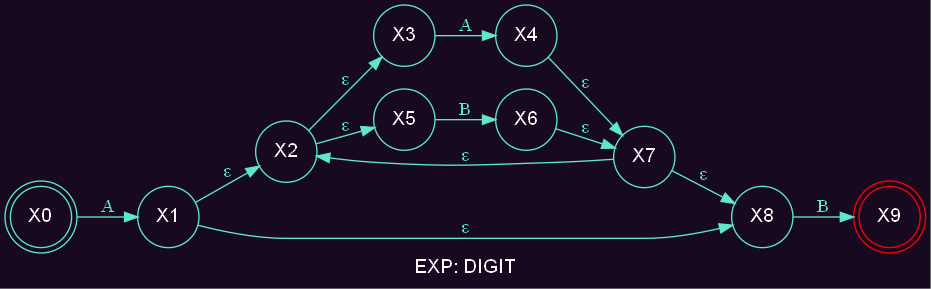 X3 A X4
ε ε
X5 B X6
ε ε
X2 X7
ε ε ε
X0 A X1 X8 B X9
ε
EXP: DIGIT